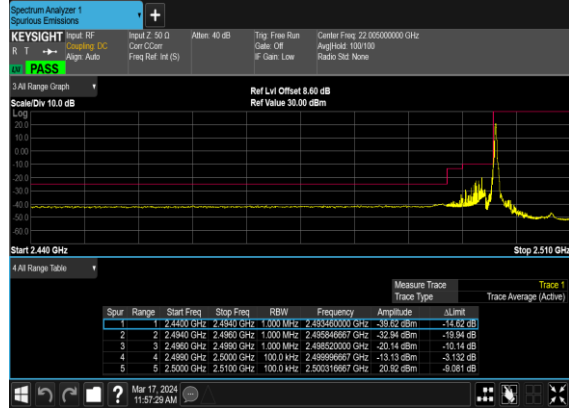 Spectrum Analyzer 1
Spurious Emissions
KEYSIGHT Input: RF Input Z: 50 Ω Atten: 40 dB Trig: Free Run Center Freq: 22.005000000 GHz
R T Coupling: DC Corr CCorr Gate: Off Avg|Hold: 100/100
Align: Auto Freq Ref: Int (S) IF Gain: Low Radio Std: None
PASS
3 All Range Graph Ref Lvl Offset 8.60 dB
Scale/Div 10.0 dB Ref Value 30.00 dBm
Log
20.0
10.0
0.00
-10.0
-20.0
-30.0
-40.0
-50.0
-60.0
Start 2.440 GHz Stop 2.510 GHz
4 All Range Table
Measure Trace Trace 1
Trace Type Trace Average (Active)
Spur Range Start Freq Stop Freq RBW Frequency Amplitude ΔLimit
1 1 2.4400 GHz 2.4940 GHz 1.000 MHz 2.493460000 GHz -39.62 dBm -14.62 dB
2 2 2.4940 GHz 2.4960 GHz 1.000 MHz 2.495846667 GHz -32.94 dBm -19.94 dB
3 3 2.4960 GHz 2.4990 GHz 1.000 MHz 2.498520000 GHz -20.14 dBm -10.14 dB
4 4 2.4990 GHz 2.5000 GHz 100.0 kHz 2.499996667 GHz -13.13 dBm -3.132 dB
5 5 2.5000 GHz 2.5100 GHz 100.0 kHz 2.500316667 GHz 20.92 dBm -9.081 dB
Mar 17, 2024
11:57:29 AM